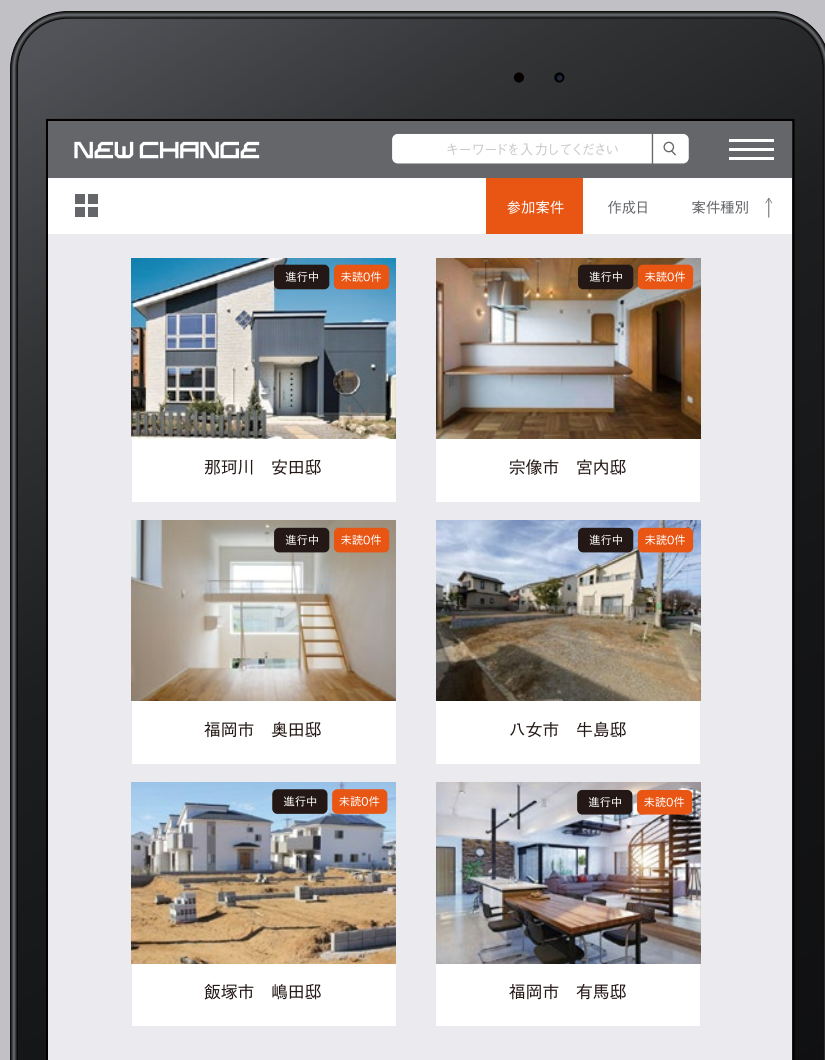 NEW CHANGE
キーワードを入力してください
参加案件 作成日 案件種別 ↑
進行中 未読0件
進行中 未読0件
那珂川　安田邸
宗像市　宮内邸
進行中 未読0件
進行中 未読0件
福岡市　奥田邸
八女市　牛島邸
進行中 未読0件
進行中 未読0件
飯塚市　嶋田邸
福岡市　有馬邸